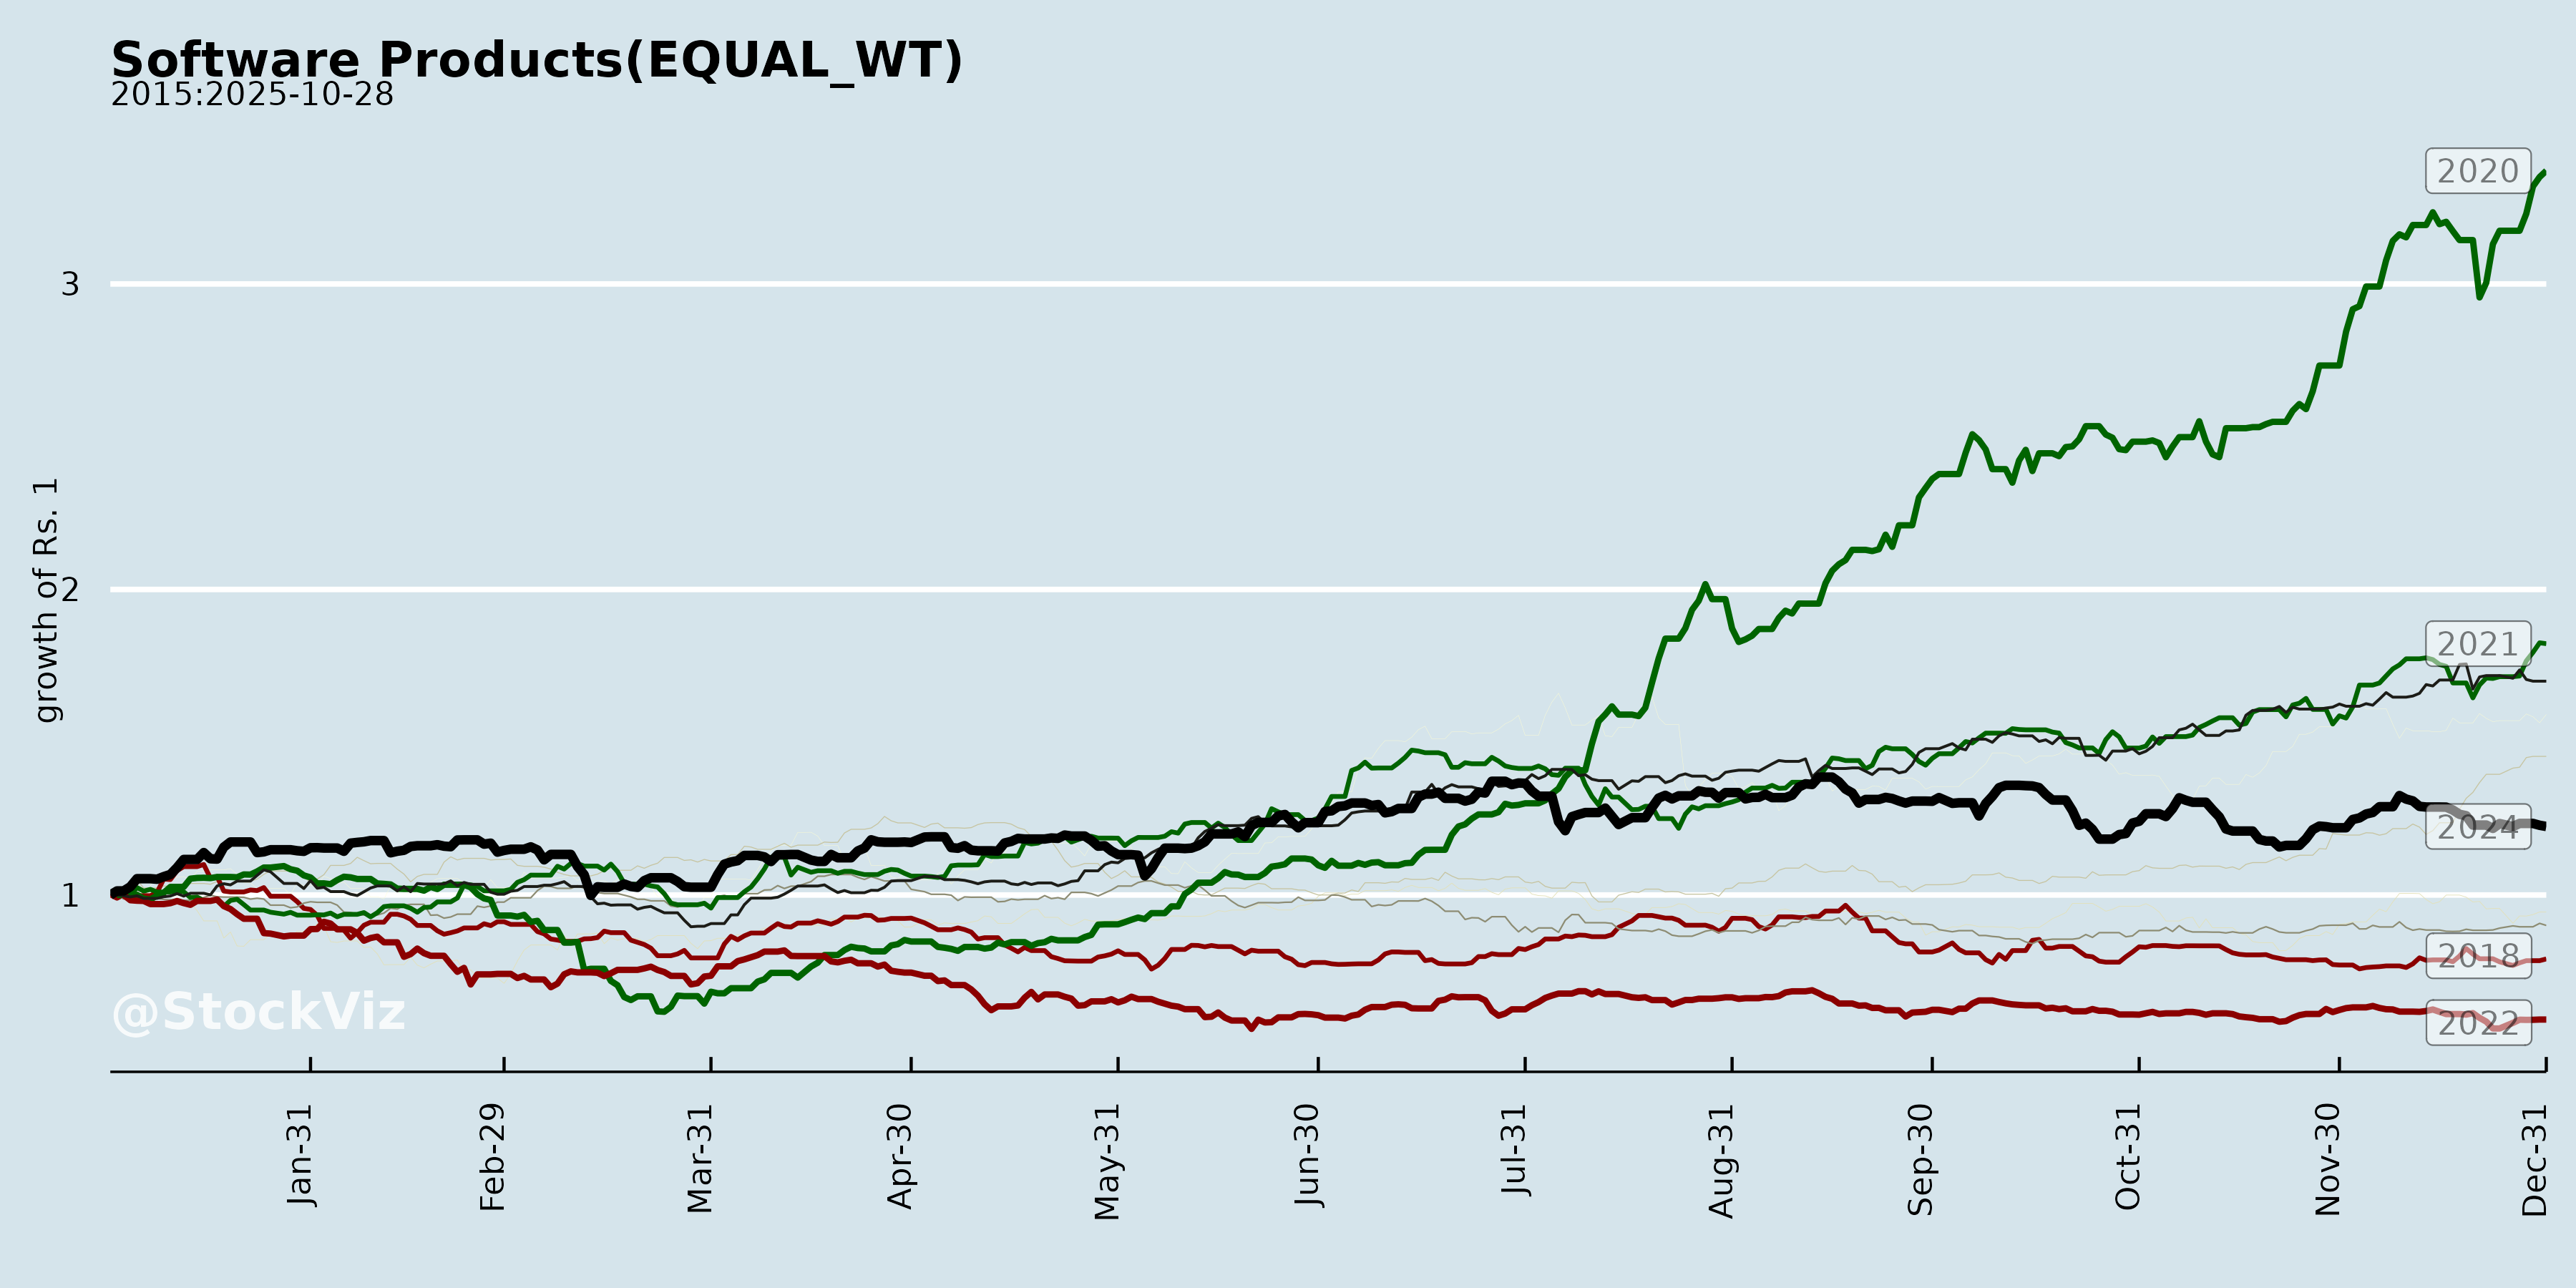 Software Products(EQUAL_WT)
2015:2025-10-28
growth of Rs. 1
3
2
1
2020
2021
2024
2018
2022
@StockViz
Jan-31
Feb-29
Mar-31
Apr-30
May-31
Jun-30
Jul-31
Aug-31
Sep-30
Oct-31
Nov-30
Dec-31